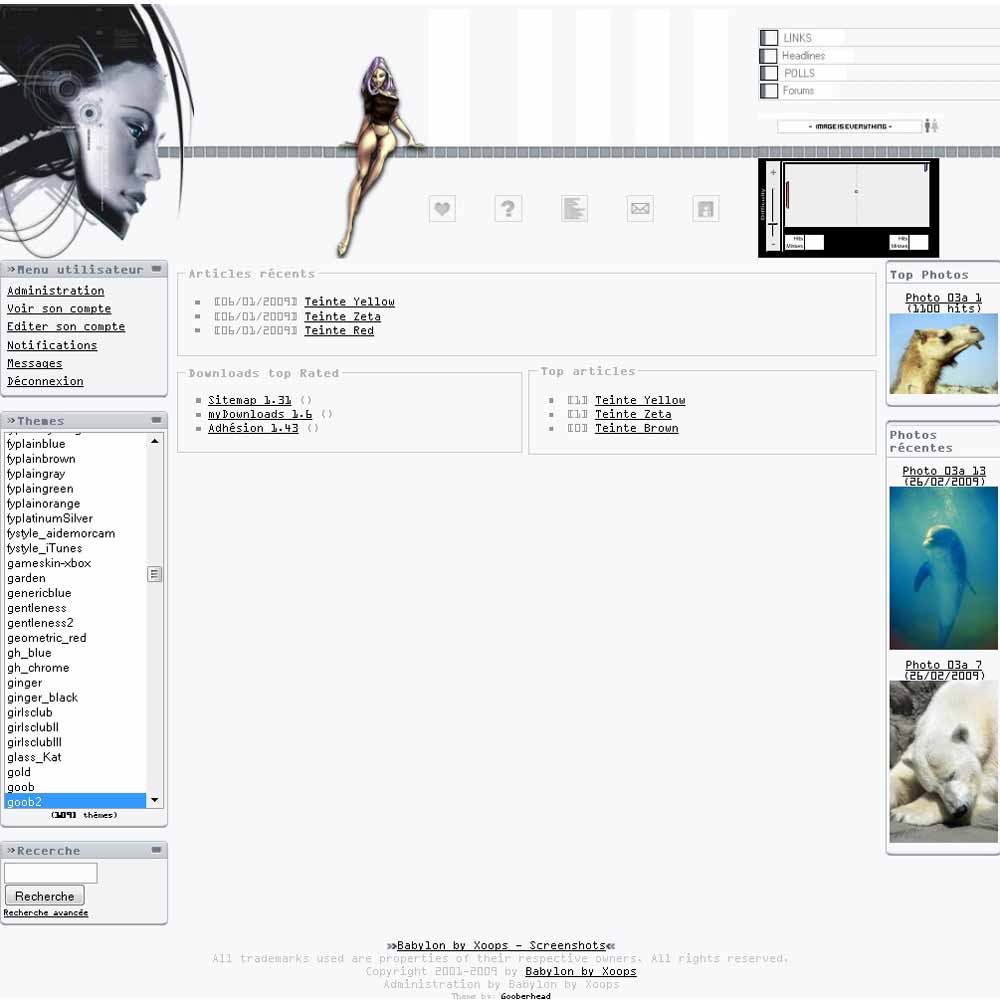 LINKS
Headlines
POLLS
Forums
- IMAGE IS EVERYTHING -
Difficulty
Hits
Misses
Hits
Misses
»Menu utilisateur
Administration
Voir son compte
Editer son compte
Notifications
Messages
Déconnexion
»Themes
fyplainblue
fyplainbrown
fyplaingray
fyplaingreen
fyplainorange
fyplatinumSilver
fystyle_aidemorcam
fystyle_iTunes
gameskin-xbox
garden
genericblue
gentleness
gentleness2
geometric_red
gh_blue
gh_chrome
ginger
ginger_black
girlsclub
girlsclubII
girlsclubIII
glass_Kat
gold
goob
goob2
thèmes)
»Recerche
Recherche
Recherche avancée
Articles récents
[06/01/2009] Teinte Yellow
[06/01/2009] Teinte Zeta
[06/01/2009] Teinte Red
Downloads top Rated
Sitemap 1.31 ()
myDownloads 1.6 ()
Adhésion 1.43 ()
Top articles
[1] Teinte Yellow
[1] Teinte Zeta
[0] Teinte Brown
Top Photos
Photo 03a 1
(1100 hits)
Photos
récentes
Photo 03a 13
(26/02/2009)
Photo 03a 7
(26/02/2009)
»Babylon by Xoops - Screenshots«
All trademarks used are properties of their respective owners. All rights reserved.
Copyright 2001-2009 by Babylon by Xoops
Administration by Babylon by Xoops
Theme by: Gooberhead